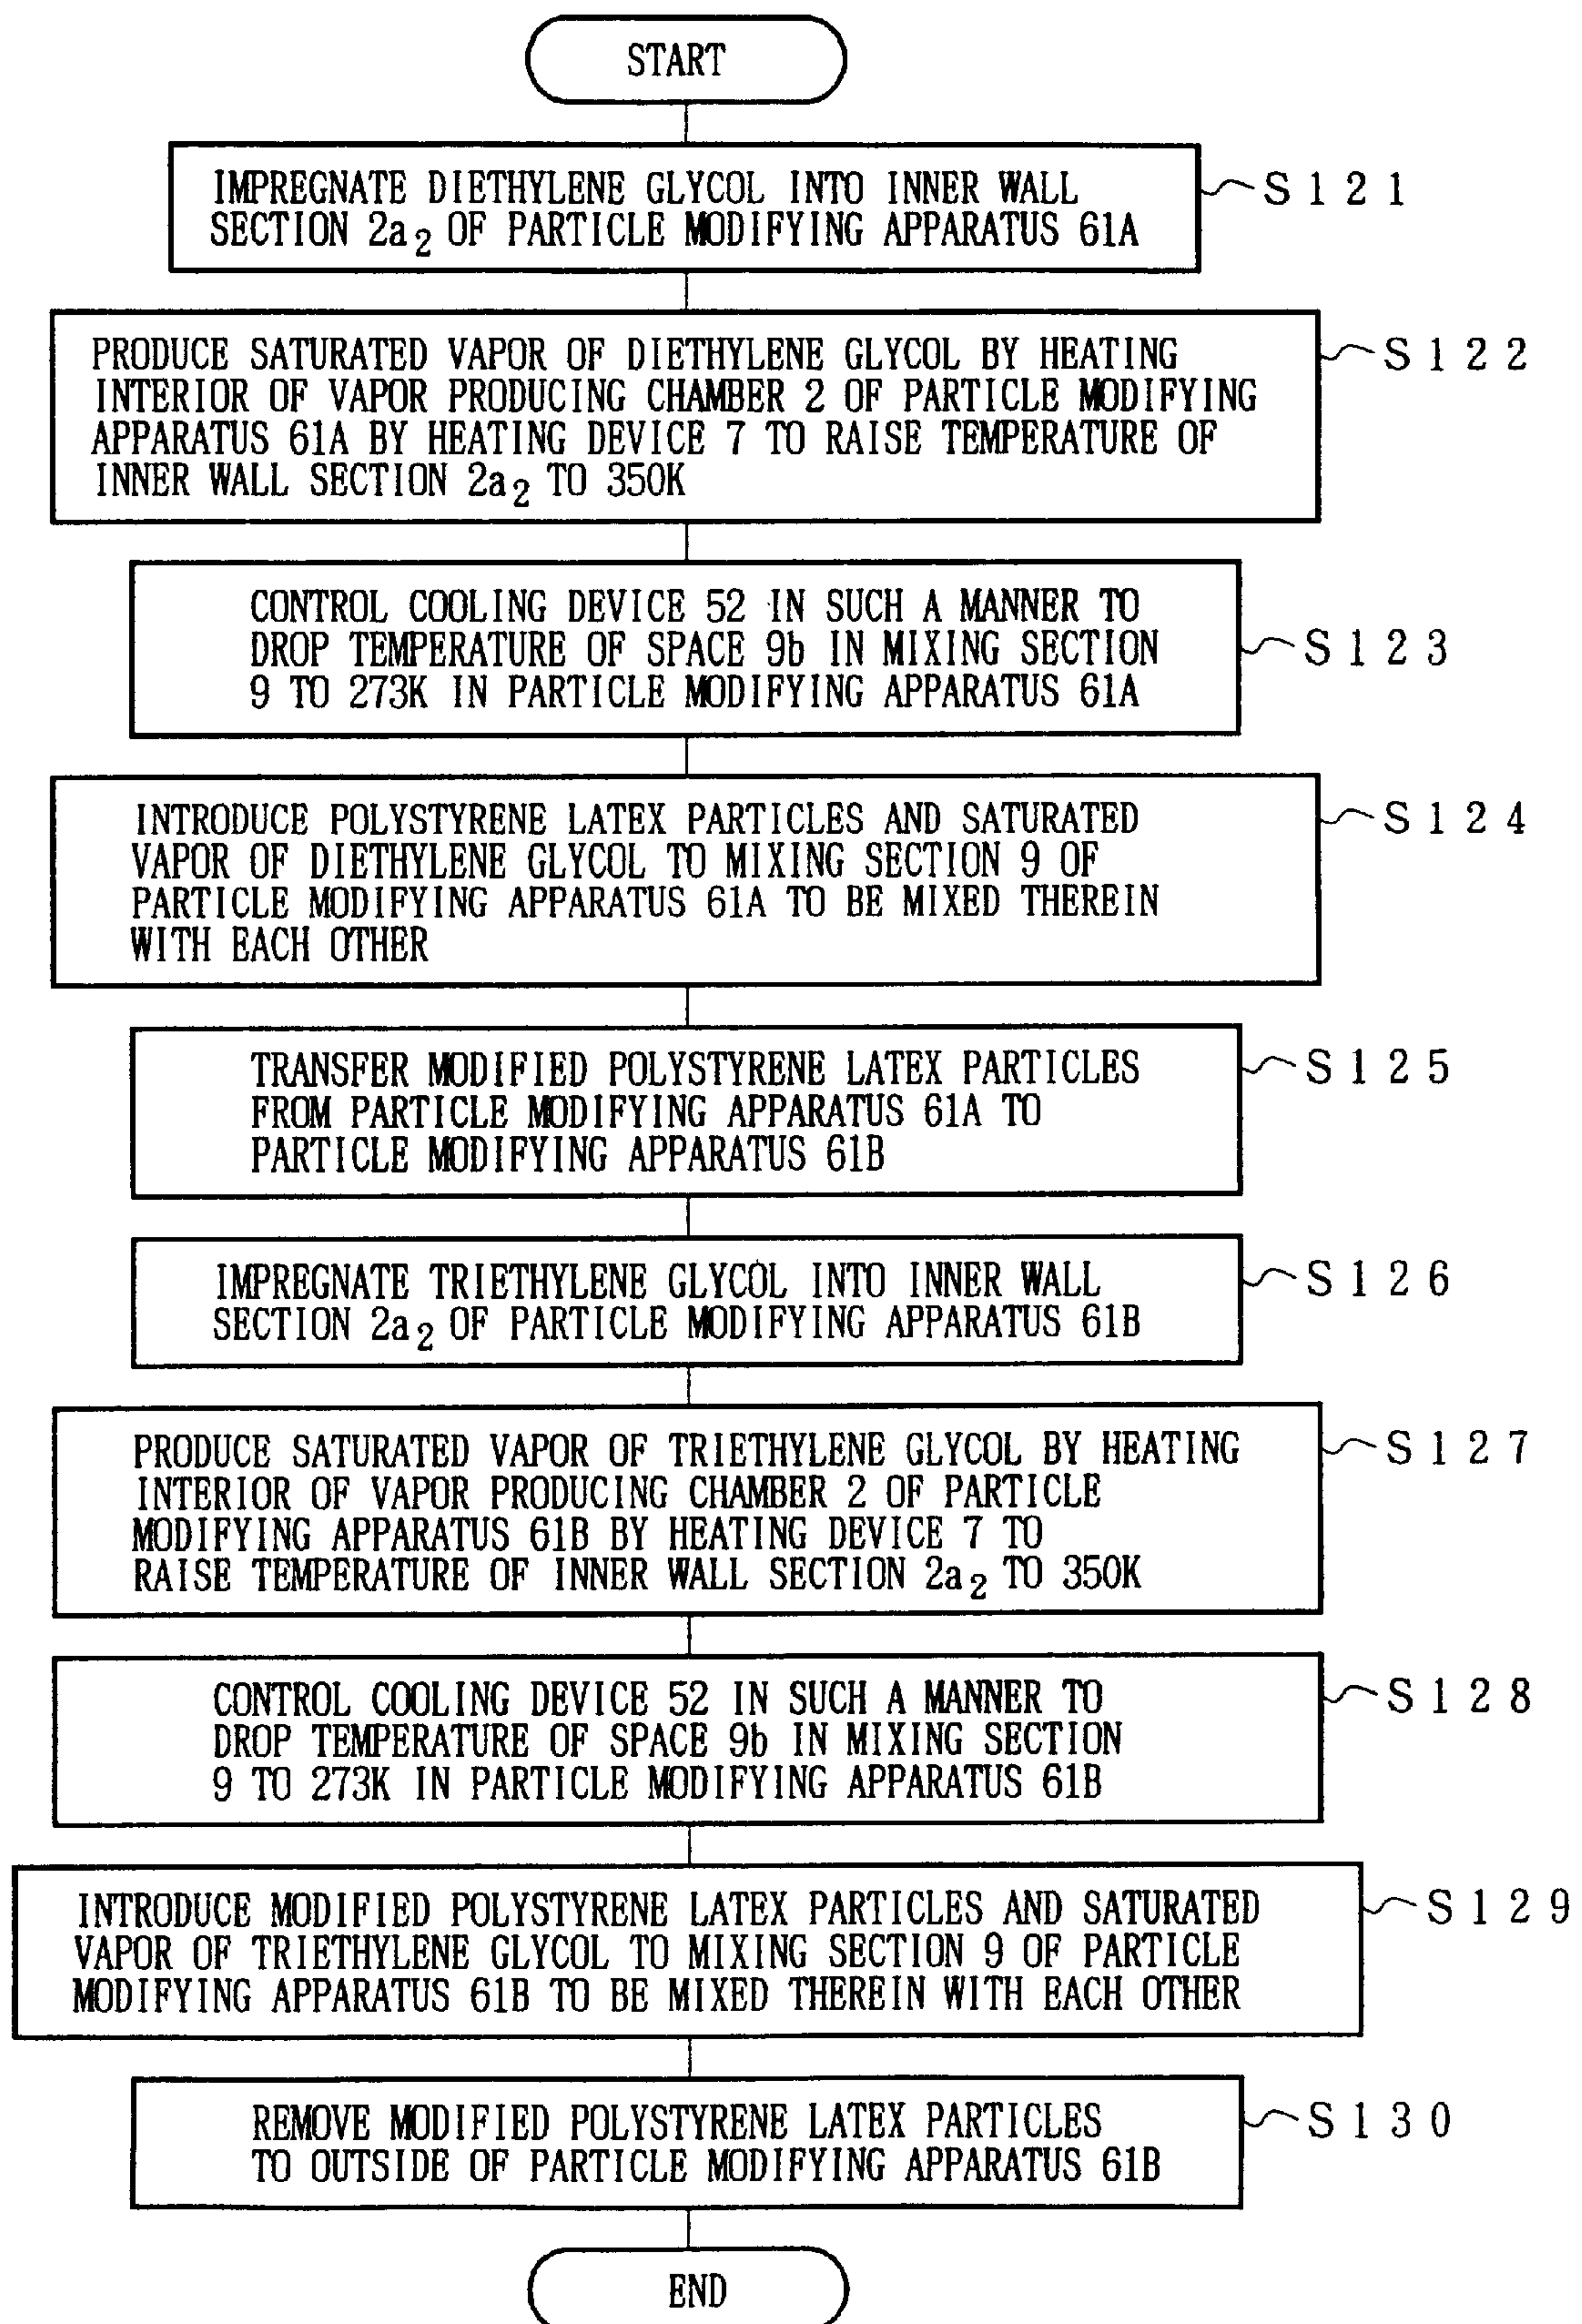 START
IMPREGNATE DIETHYLENE GLYCOL INTO INNER WALL
SECTION 2a₂ OF PARTICLE MODIFYING APPARATUS 61A
S121
PRODUCE SATURATED VAPOR OF DIETHYLENE GLYCOL BY HEATING
INTERIOR OF VAPOR PRODUCING CHAMBER 2 OF PARTICLE MODIFYING
APPARATUS 61A BY HEATING DEVICE 7 TO RAISE TEMPERATURE OF
INNER WALL SECTION 2a₂ TO 350K
S122
CONTROL COOLING DEVICE 52 IN SUCH A MANNER TO
DROP TEMPERATURE OF SPACE 9b IN MIXING SECTION
9 TO 273K IN PARTICLE MODIFYING APPARATUS 61A
S123
INTRODUCE POLYSTYRENE LATEX PARTICLES AND SATURATED
VAPOR OF DIETHYLENE GLYCOL TO MIXING SECTION 9 OF
PARTICLE MODIFYING APPARATUS 61A TO BE MIXED THEREIN
WITH EACH OTHER
S124
TRANSFER MODIFIED POLYSTYRENE LATEX PARTICLES
FROM PARTICLE MODIFYING APPARATUS 61A TO
PARTICLE MODIFYING APPARATUS 61B
S125
IMPREGNATE TRIETHYLENE GLYCOL INTO INNER WALL
SECTION 2a₂ OF PARTICLE MODIFYING APPARATUS 61B
S126
PRODUCE SATURATED VAPOR OF TRIETHYLENE GLYCOL BY HEATING
INTERIOR OF VAPOR PRODUCING CHAMBER 2 OF PARTICLE
MODIFYING APPARATUS 61B BY HEATING DEVICE 7 TO
RAISE TEMPERATURE OF INNER WALL SECTION 2a₂ TO 350K
S127
CONTROL COOLING DEVICE 52 IN SUCH A MANNER TO
DROP TEMPERATURE OF SPACE 9b IN MIXING SECTION
9 TO 273K IN PARTICLE MODIFYING APPARATUS 61B
S128
INTRODUCE MODIFIED POLYSTYRENE LATEX PARTICLES AND SATURATED
VAPOR OF TRIETHYLENE GLYCOL TO MIXING SECTION 9 OF PARTICLE
MODIFYING APPARATUS 61B TO BE MIXED THEREIN WITH EACH OTHER
S129
REMOVE MODIFIED POLYSTYRENE LATEX PARTICLES
TO OUTSIDE OF PARTICLE MODIFYING APPARATUS 61B
S130
END